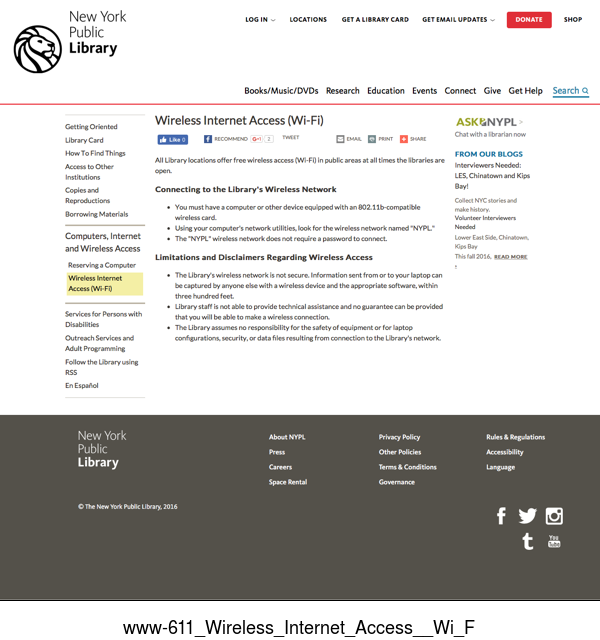 New York
Public
Library
LOG IN LOCATIONS GET A LIBRARY CARD GET EMAIL UPDATES DONATE SHOP
Books/Music/DVDs Research Education Events Connect Give Get Help Search
Getting Oriented
Library Card
How To Find Things
Access to Other
Institutions
Copies and
Reproductions
Borrowing Materials
Computers, Internet
and Wireless Access
Reserving a Computer
Wireless Internet
Access (Wi-Fi)
Services for Persons with
Disabilities
Outreach Services and
Adult Programming
Follow the Library using
RSS
En Español
Wireless Internet Access (Wi-Fi)
Like 0 RECOMMEND G+1 2 TWEET EMAIL PRINT SHARE
All Library locations offer free wireless access (Wi-Fi) in public areas at all times the libraries are
open.
Connecting to the Library's Wireless Network
• You must have a computer or other device equipped with an 802.11b-compatible
wireless card.
• Using your computer's network utilities, look for the wireless network named "NYPL."
• The "NYPL" wireless network does not require a password to connect.
Limitations and Disclaimers Regarding Wireless Access
• The Library's wireless network is not secure. Information sent from or to your laptop can
be captured by anyone else with a wireless device and the appropriate software, within
three hundred feet.
• Library staff is not able to provide technical assistance and no guarantee can be provided
that you will be able to make a wireless connection.
• The Library assumes no responsibility for the safety of equipment or for laptop
configurations, security, or data files resulting from connection to the Library's network.
ASK NYPL >
Chat with a librarian now
FROM OUR BLOGS
Interviewers Needed:
LES, Chinatown and Kips
Bay!
Collect NYC stories and
make history.
Volunteer Interviewers
Needed
Lower East Side, Chinatown,
Kips Bay
This fall 2016, READ MORE
New York
Public
Library
© The New York Public Library, 2016
About NYPL
Press
Careers
Space Rental
Privacy Policy
Other Policies
Terms & Conditions
Governance
Rules & Regulations
Accessibility
Language
You
Tube
www-611_Wireless_Internet_Access__Wi_F